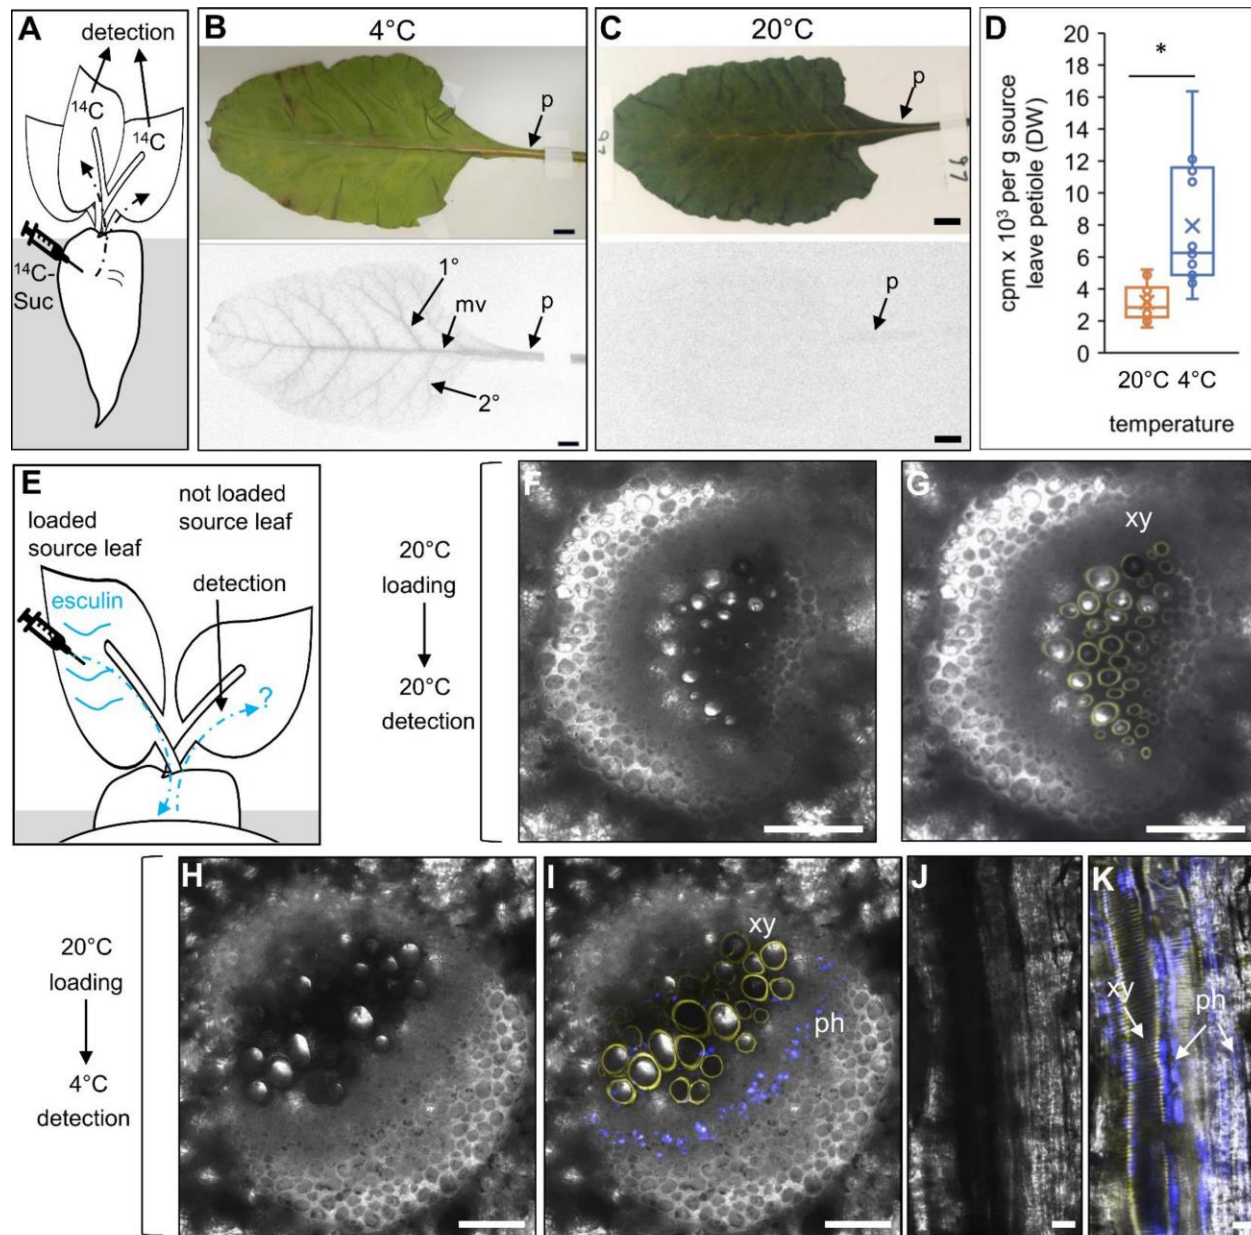 A
detection
14C
14C
14C-
Suc
B
4°C
p
1°
mv
p
2°
C
20°C
p
97
p
D
cpm x 10³ per g source
leave petiole (DW)
20
18
16
14
12
10
8
6
4
2
0
*
20°C
4°C
temperature
E
not loaded
source leaf
loaded
source leaf
detection
esculin
?
20°C
loading
20°C
detection
F
G
xy
20°C
loading
4°C
detection
H
I
xy
ph
J
K
xy
ph